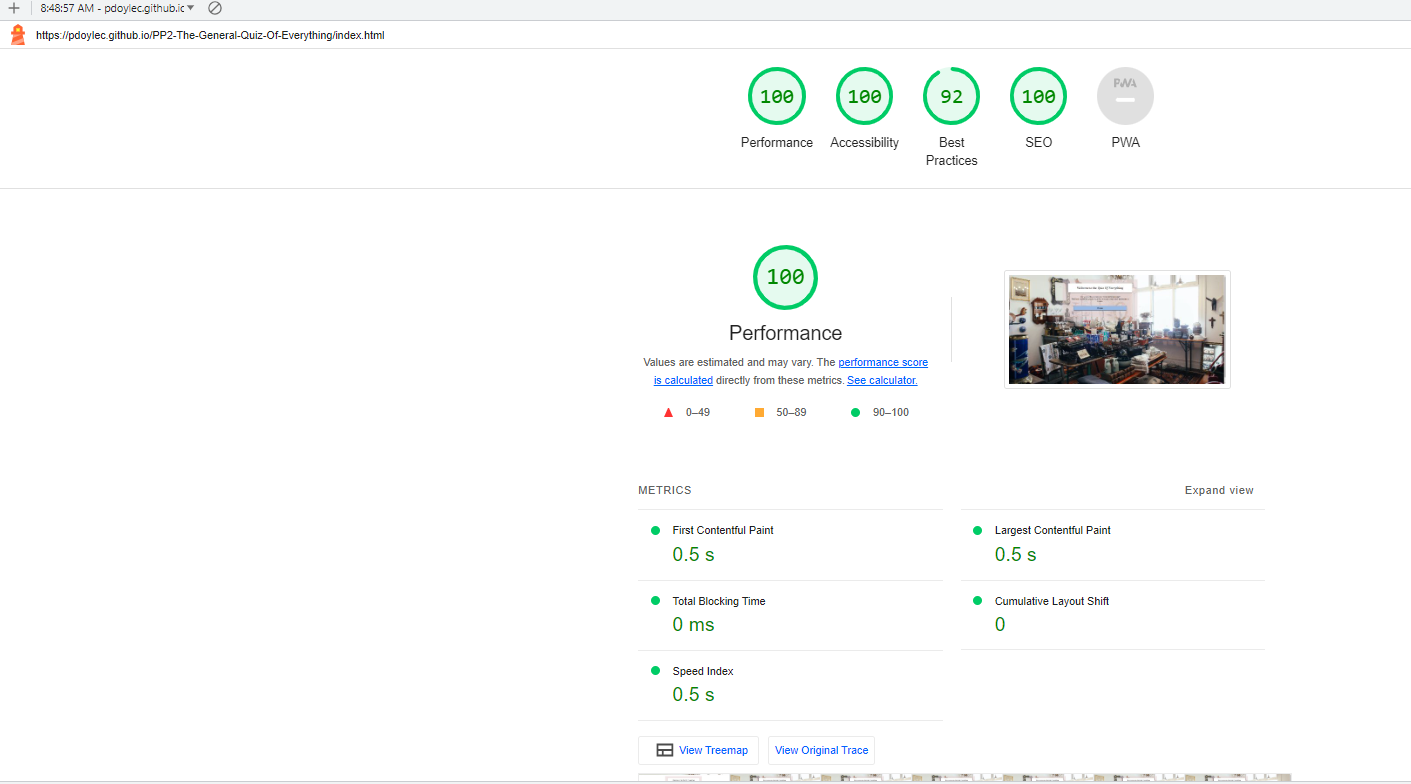 8:48:57 AM - pdoylec.github.io
https://pdoylec.github.io/PP2-The-General-Quiz-Of-Everything/index.html
100 100 92 100 PWA
Performance Accessibility Best Practices SEO PWA
100
Performance
Values are estimated and may vary. The performance score
is calculated directly from these metrics. See calculator.
0–49 50–89 90–100
METRICS Expand view
First Contentful Paint Largest Contentful Paint
0.5 s 0.5 s
Total Blocking Time Cumulative Layout Shift
0 ms 0
Speed Index
0.5 s
View Treemap View Original Trace